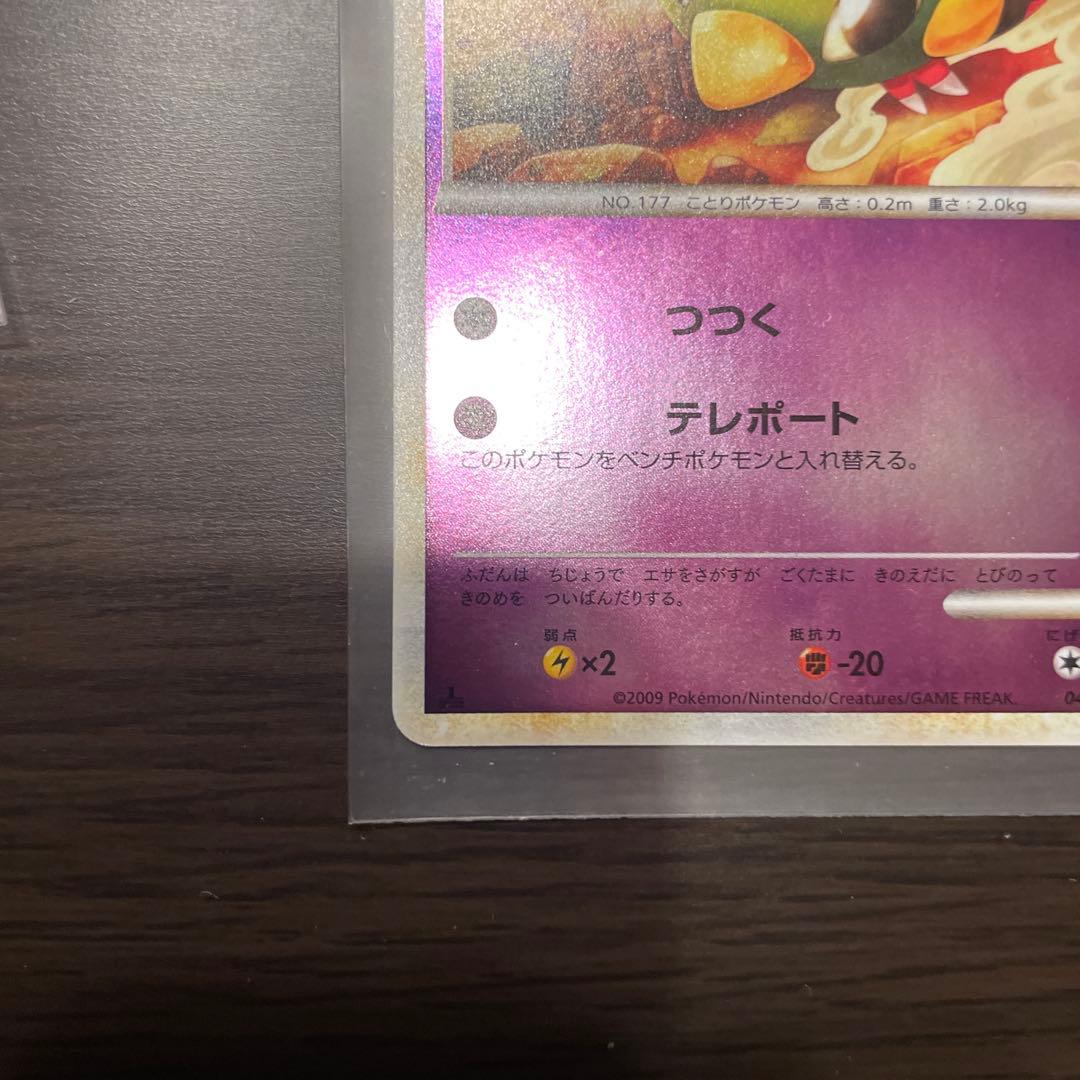 NO.177 ことりポケモン 高さ:0.2m 重さ:2.0kg
つつく
テレポート
このポケモンをベンチポケモンと入れ替える。
ふだんは ちじょうで エサをさがすが ごくたまに きのえだに とびのって
きのめを ついばんだりする。
弱点 抵抗力 にげ
×2 -20
©2009 Pokémon/Nintendo/Creatures/GAME FREAK. 04
1